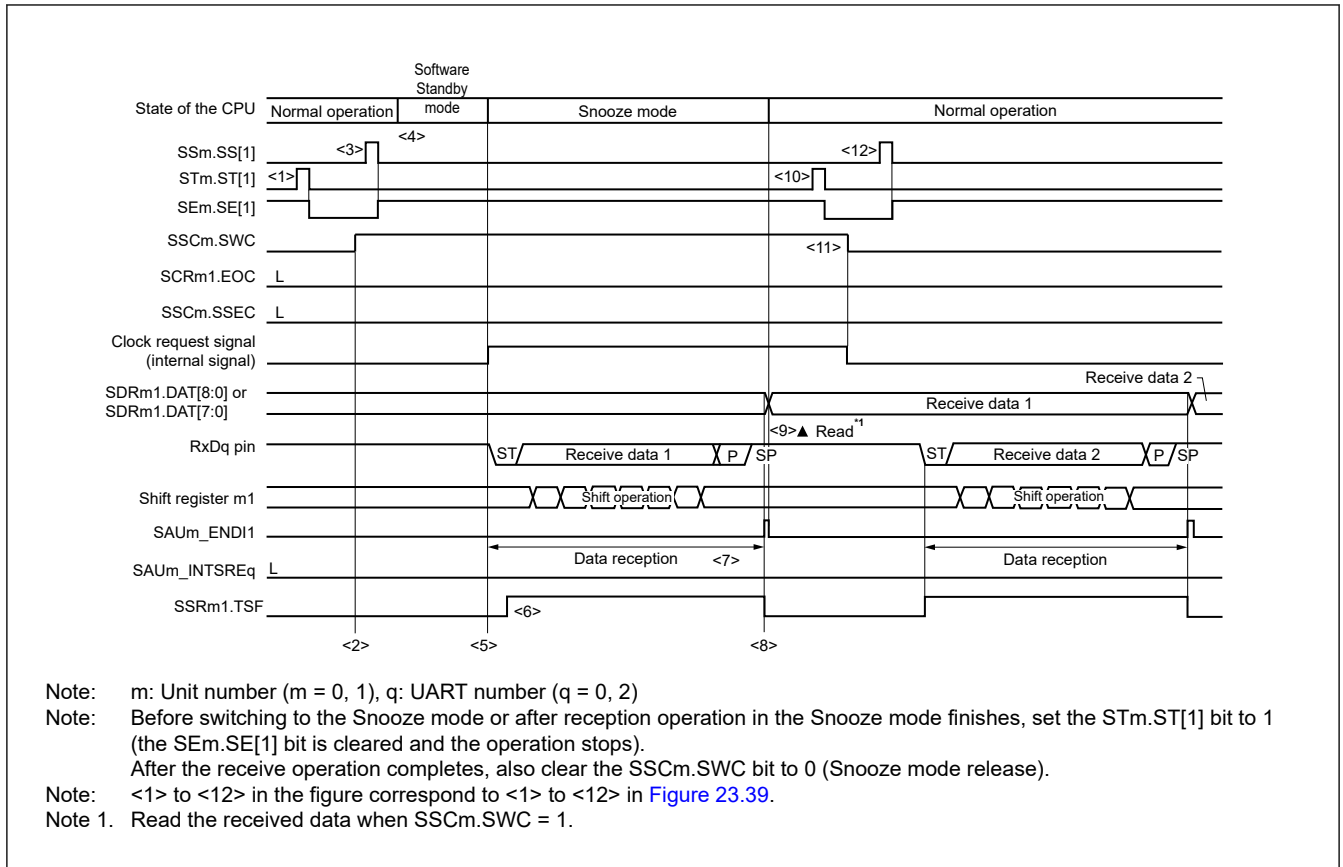 Software
Standby
mode
State of the CPU Normal operation Snooze mode Normal operation
<4>
SSm.SS[1] <3> <12>
STm.ST[1] <1> <10>
SEm.SE[1]
SSCm.SWC <11>
SCRm1.EOC L
SSCm.SSEC L
Clock request signal
(internal signal)
Receive data 2
SDRm1.DAT[8:0] or
SDRm1.DAT[7:0] Receive data 1
<9>▲ Read*1
RxDq pin ST Receive data 1 P SP ST Receive data 2 P SP
Shift register m1 Shift operation Shift operation
SAUm_ENDI1
Data reception <7> Data reception
SAUm_INTSREq L
SSRm1.TSF <6>
<2> <5> <8>
Note: m: Unit number (m = 0, 1), q: UART number (q = 0, 2)
Note: Before switching to the Snooze mode or after reception operation in the Snooze mode finishes, set the STm.ST[1] bit to 1
(the SEm.SE[1] bit is cleared and the operation stops).
After the receive operation completes, also clear the SSCm.SWC bit to 0 (Snooze mode release).
Note: <1> to <12> in the figure correspond to <1> to <12> in Figure 23.39.
Note 1. Read the received data when SSCm.SWC = 1.